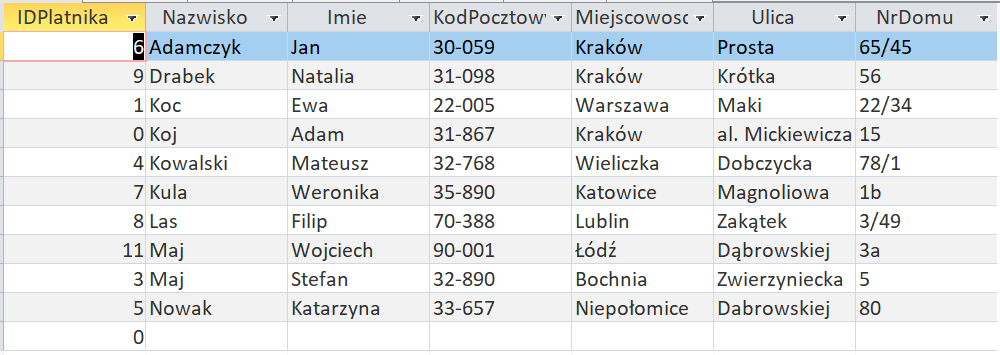 IDPlatnika Nazwisko Imie KodPocztow Miejscowosc Ulica NrDomu
6 Adamczyk Jan 30-059 Kraków Prosta 65/45
9 Drabek Natalia 31-098 Kraków Krótka 56
1 Koc Ewa 22-005 Warszawa Maki 22/34
0 Koj Adam 31-867 Kraków al. Mickiewicza 15
4 Kowalski Mateusz 32-768 Wieliczka Dobczycka 78/1
7 Kula Weronika 35-890 Katowice Magnoliowa 1b
8 Las Filip 70-388 Lublin Zakątek 3/49
11 Maj Wojciech 90-001 Łódź Dąbrowskiej 3a
3 Maj Stefan 32-890 Bochnia Zwierzyniecka 5
5 Nowak Katarzyna 33-657 Niepołomice Dabrowskiej 80
0